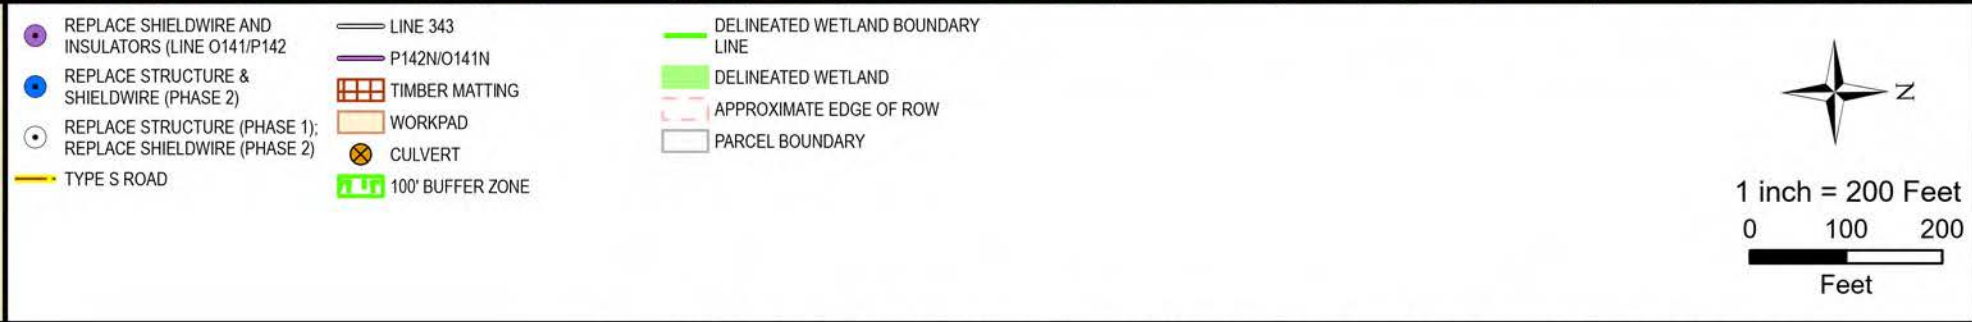 REPLACE SHIELDWIRE AND
INSULATORS (LINE O141/P142
REPLACE STRUCTURE &
SHIELDWIRE (PHASE 2)
REPLACE STRUCTURE (PHASE 1);
REPLACE SHIELDWIRE (PHASE 2)
TYPE S ROAD
LINE 343
P142N/O141N
TIMBER MATTING
WORKPAD
CULVERT
100' BUFFER ZONE
DELINEATED WETLAND BOUNDARY
LINE
DELINEATED WETLAND
APPROXIMATE EDGE OF ROW
PARCEL BOUNDARY
N
1 inch = 200 Feet
0 100 200
Feet